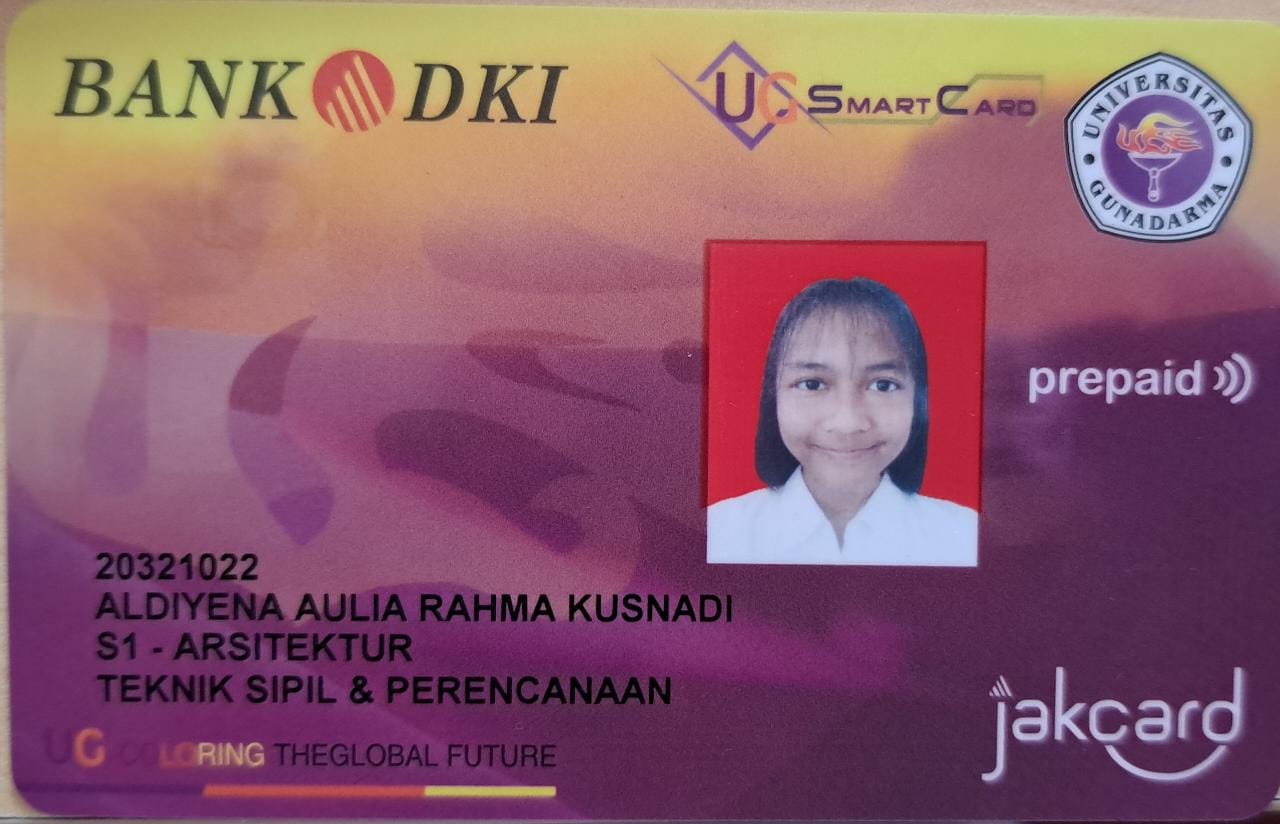 BANK DKI
UG SMART CARD
UNIVERSITAS GUNADARMA
UG
prepaid
20321022
ALDIYENA AULIA RAHMA KUSNADI
S1 - ARSITEKTUR
TEKNIK SIPIL & PERENCANAAN
jakcard
UG COLORING THEGLOBAL FUTURE